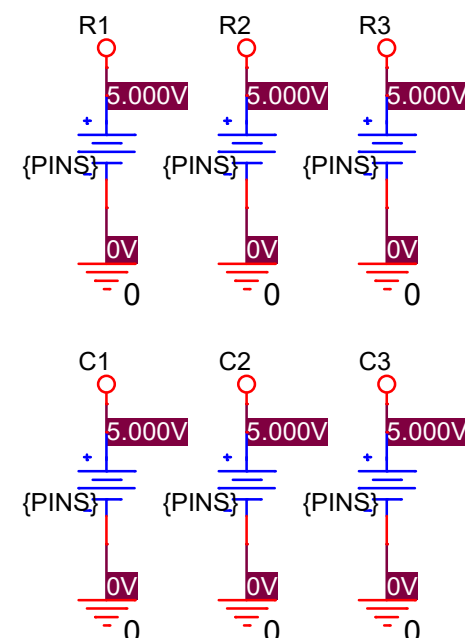 R1 R2 R3
5.000V 5.000V 5.000V
+ + +
{PINS} {PINS} {PINS}
- - -
0V 0V 0V
0 0 0
C1 C2 C3
5.000V 5.000V 5.000V
+ + +
{PINS} {PINS} {PINS}
- - -
0V 0V 0V
0 0 0